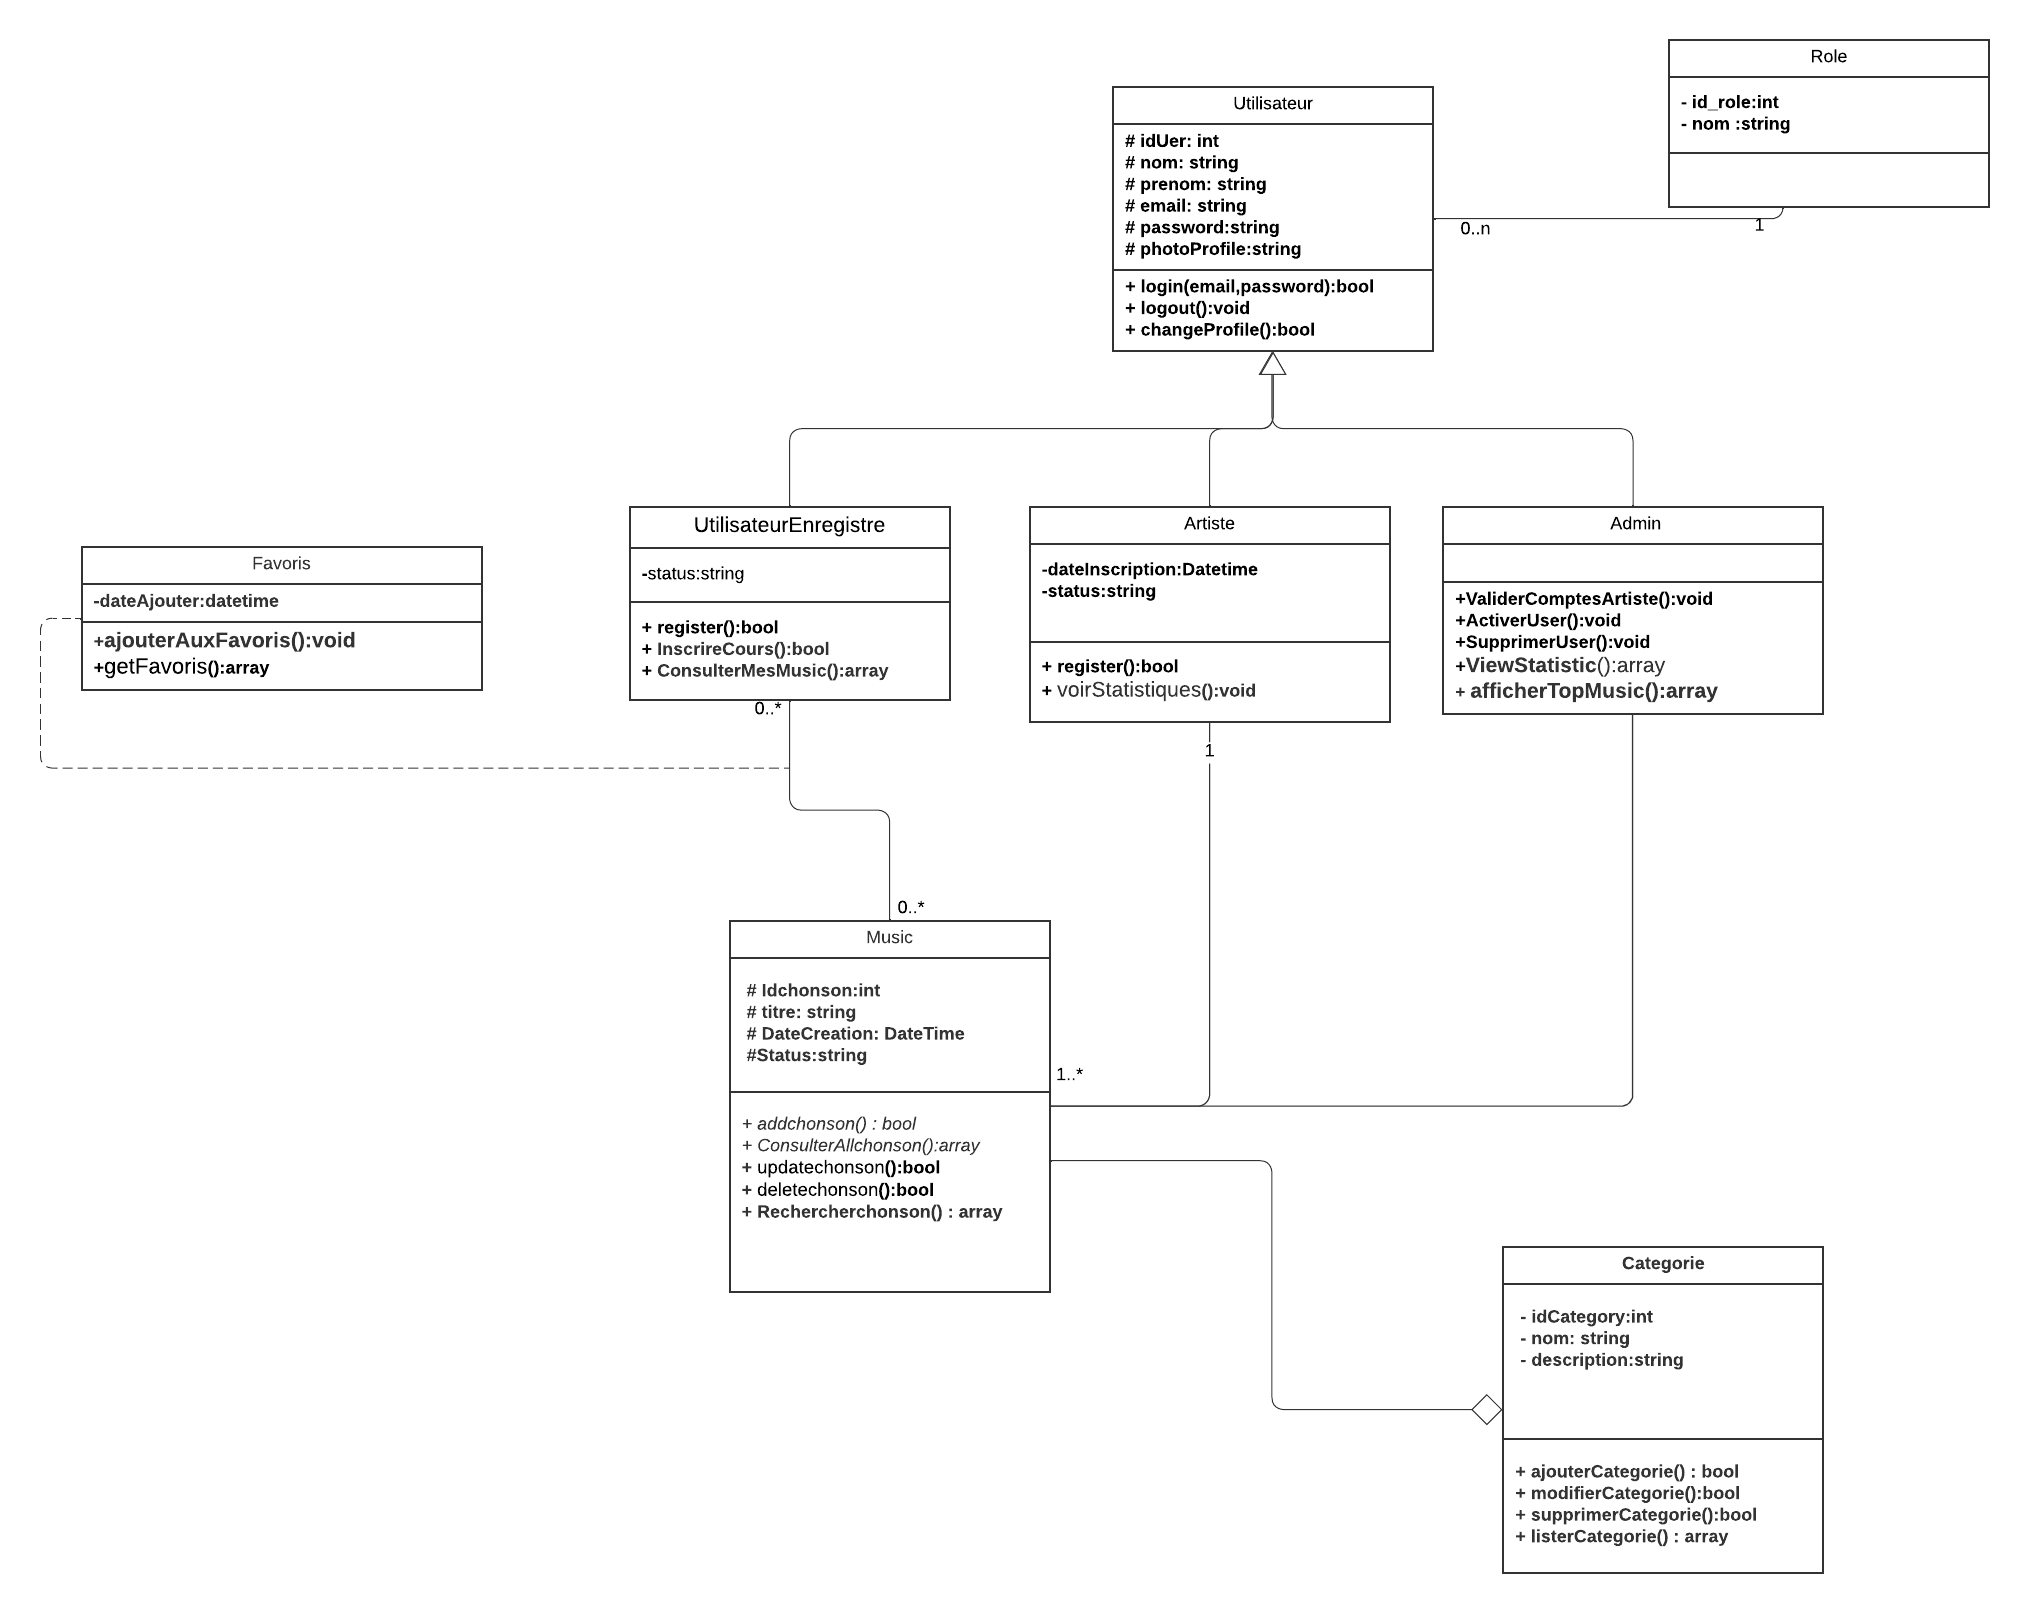 Role
- id_role:int
- nom :string
Utilisateur
# idUer: int
# nom: string
# prenom: string
# email: string
# password:string
# photoProfile:string
+ login(email,password):bool
+ logout():void
+ changeProfile():bool
0..n
1
UtilisateurEnregistre
-status:string
+ register():bool
+ InscrireCours():bool
+ ConsulterMesMusic():array
0..*
Artiste
-dateInscription:Datetime
-status:string
+ register():bool
+ voirStatistiques():void
1
Admin
+ValiderComptesArtiste():void
+ActiverUser():void
+SupprimerUser():void
+ViewStatistic():array
+ afficherTopMusic():array
Favoris
-dateAjouter:datetime
+ajouterAuxFavoris():void
+getFavoris():array
0..*
Music
# Idchonson:int
# titre: string
# DateCreation: DateTime
#Status:string
1..*
+ addchonson() : bool
+ ConsulterAllchonson():array
+ updatechonson():bool
+ deletechonson():bool
+ Rechercherchonson() : array
Categorie
- idCategory:int
- nom: string
- description:string
+ ajouterCategorie() : bool
+ modifierCategorie():bool
+ supprimerCategorie():bool
+ listerCategorie() : array